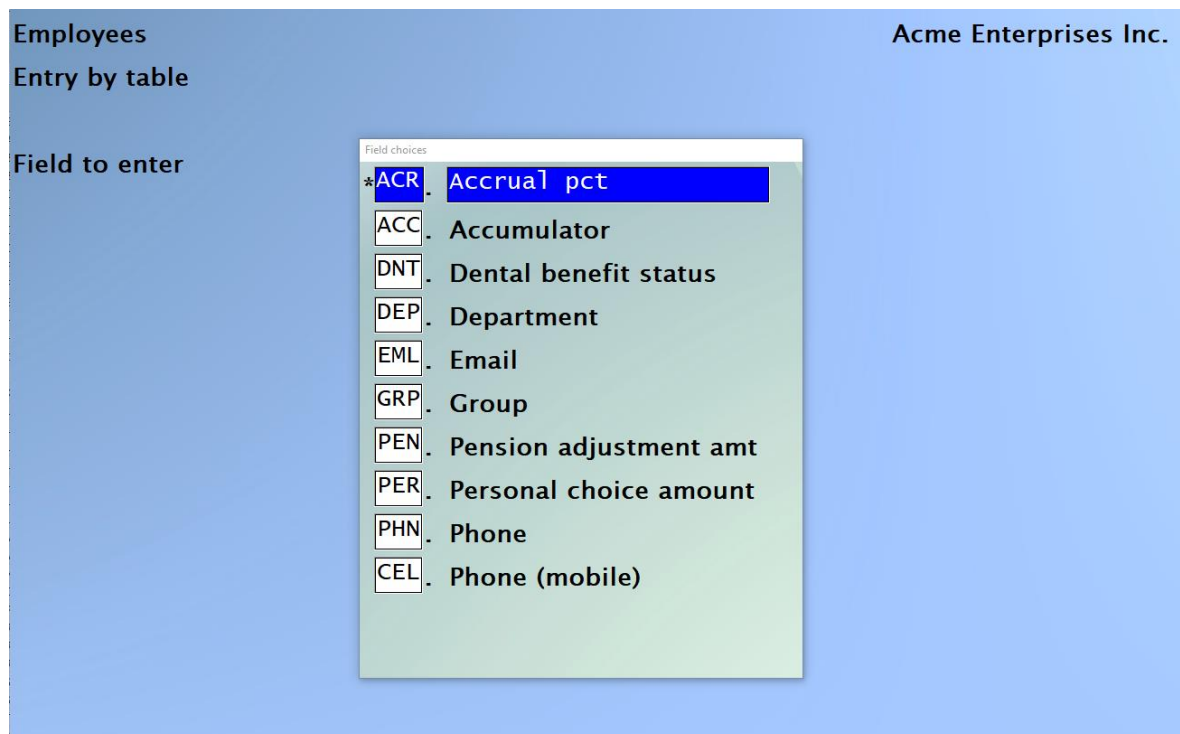 Employees
Acme Enterprises Inc.
Entry by table
Field to enter
Field choices
*ACR. Accrual pct
ACC. Accumulator
DNT. Dental benefit status
DEP. Department
EML. Email
GRP. Group
PEN. Pension adjustment amt
PER. Personal choice amount
PHN. Phone
CEL. Phone (mobile)